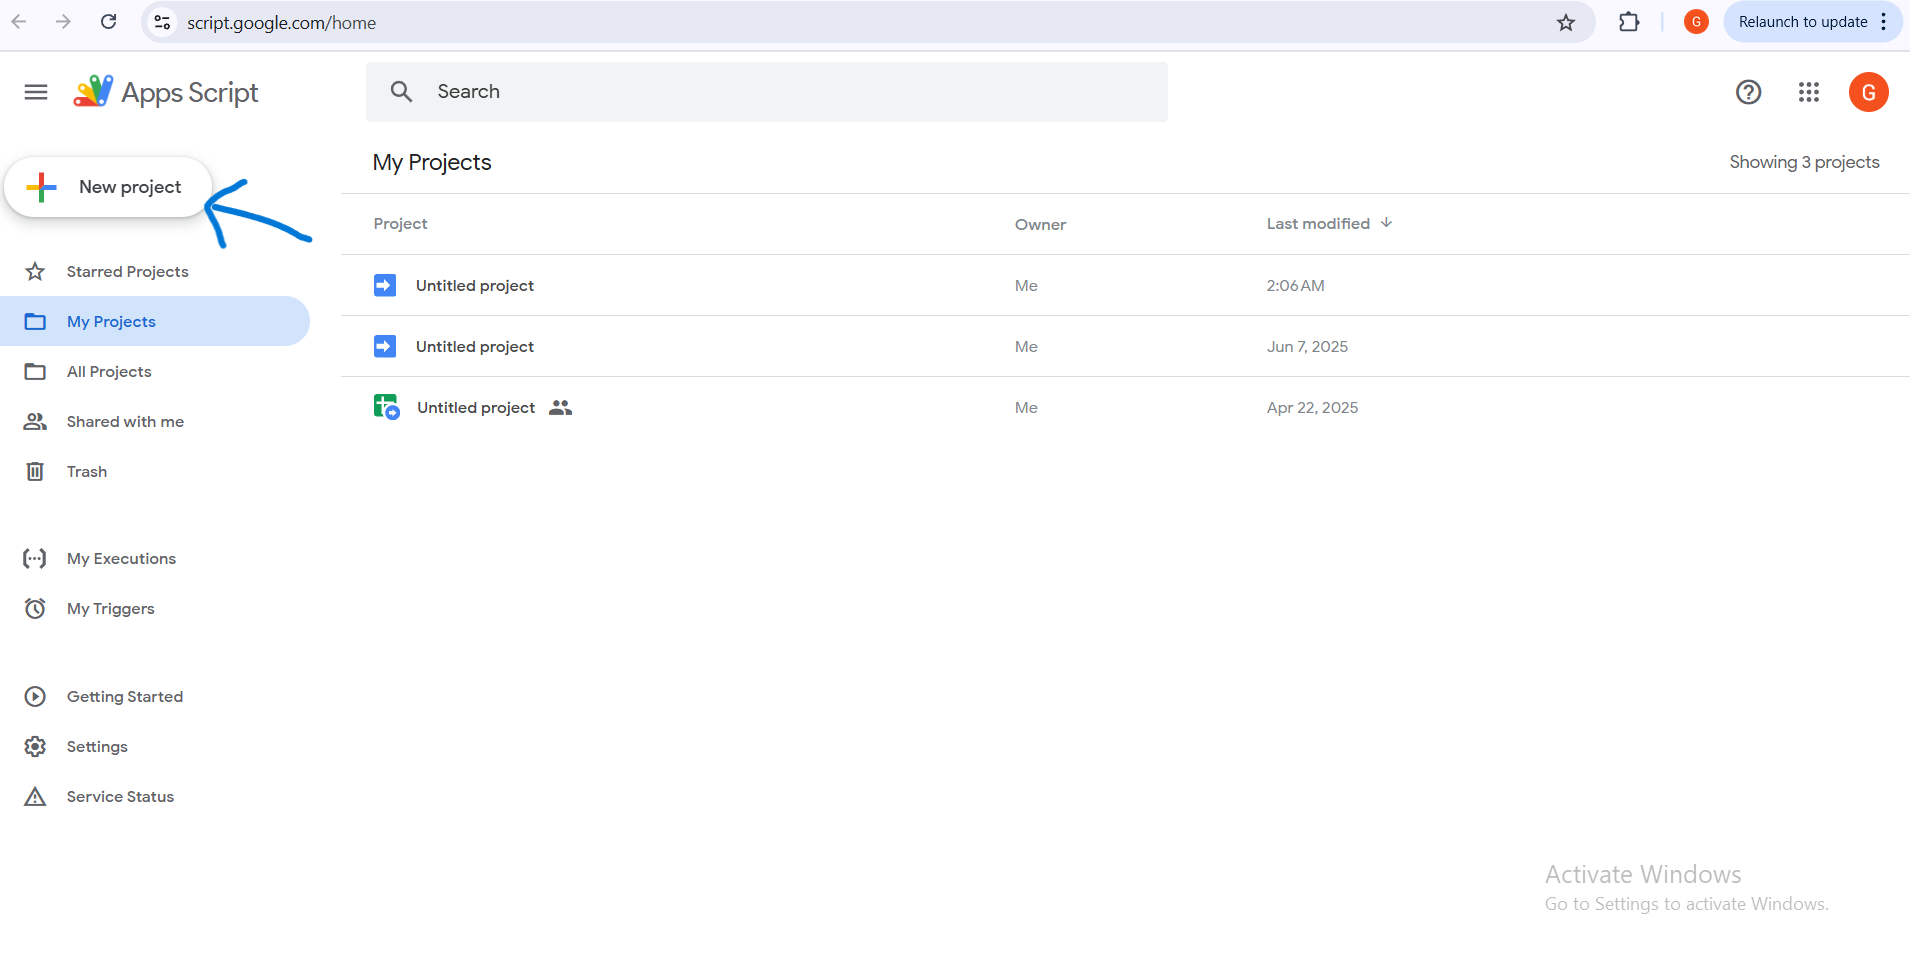 script.google.com/home
G
Relaunch to update
Apps Script
Search
G
New project
My Projects
Showing 3 projects
Project
Owner
Last modified
Starred Projects
Untitled project
Me
2:06 AM
My Projects
Untitled project
Me
Jun 7, 2025
All Projects
Untitled project
Me
Apr 22, 2025
Shared with me
Trash
My Executions
My Triggers
Getting Started
Settings
Service Status
Activate Windows
Go to Settings to activate Windows.